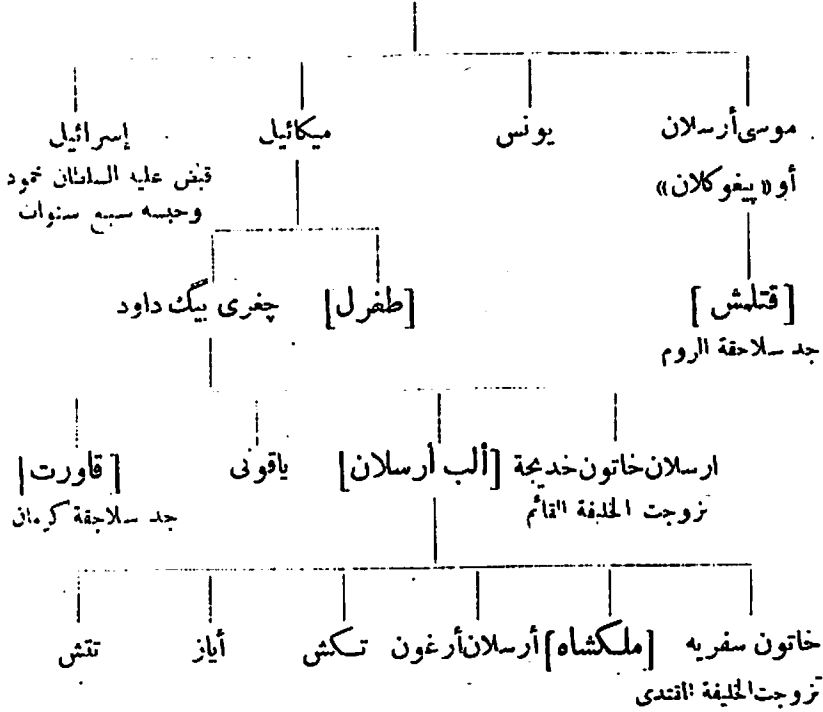 موسى أرسلان
أو « پيغو كلان »
يونس
ميكائيل
إسرائيل
قبض عليه السلطان محمود
وحبسه سبع سنوات
[قتلمش]
جد سلاجقة الروم
[طغرل]
چغرى بيگ داود
ارسلان خاتون خديجة
تزوجت الخليفة القائم
[ألب أرسلان]
ياقوتى
[قاورت]
جد سلاجقة كرمان
خاتون سفريه
تزوجت الخليفة المقتدى
[ملكشاه]
أرسلان أرغون
تكش
أياز
تتش